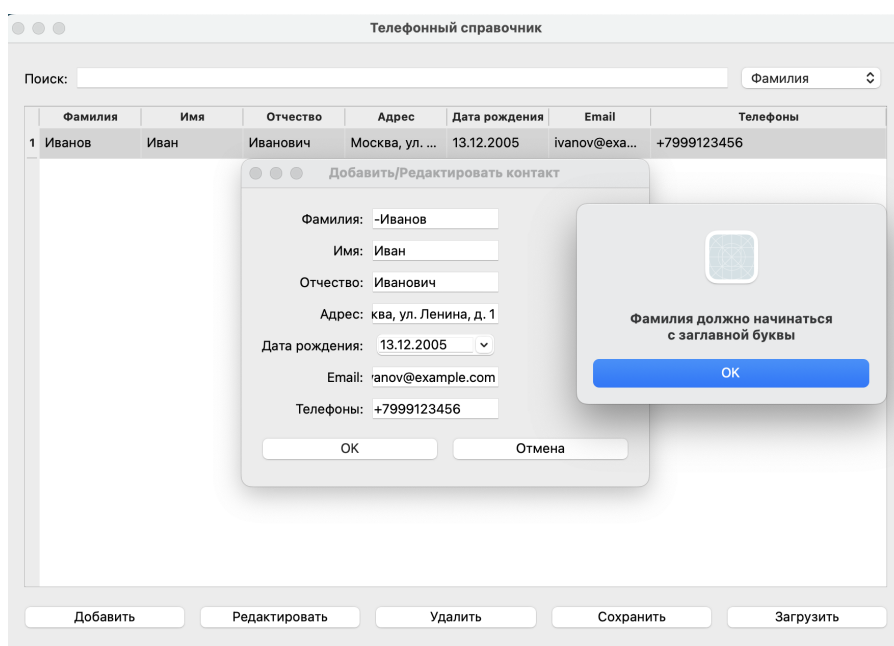 Телефонный справочник
Поиск:
Фамилия
Фамилия Имя Отчество Адрес Дата рождения Email Телефоны
1 Иванов Иван Иванович Москва, ул. ... 13.12.2005 ivanov@exa... +7999123456
Добавить/Редактировать контакт
Фамилия: -Иванов
Имя: Иван
Отчество: Иванович
Адрес: ква, ул. Ленина, д. 1
Дата рождения: 13.12.2005
Email: vanov@example.com
Телефоны: +7999123456
OK Отмена
Фамилия должно начинаться
с заглавной буквы
OK
Добавить Редактировать Удалить Сохранить Загрузить